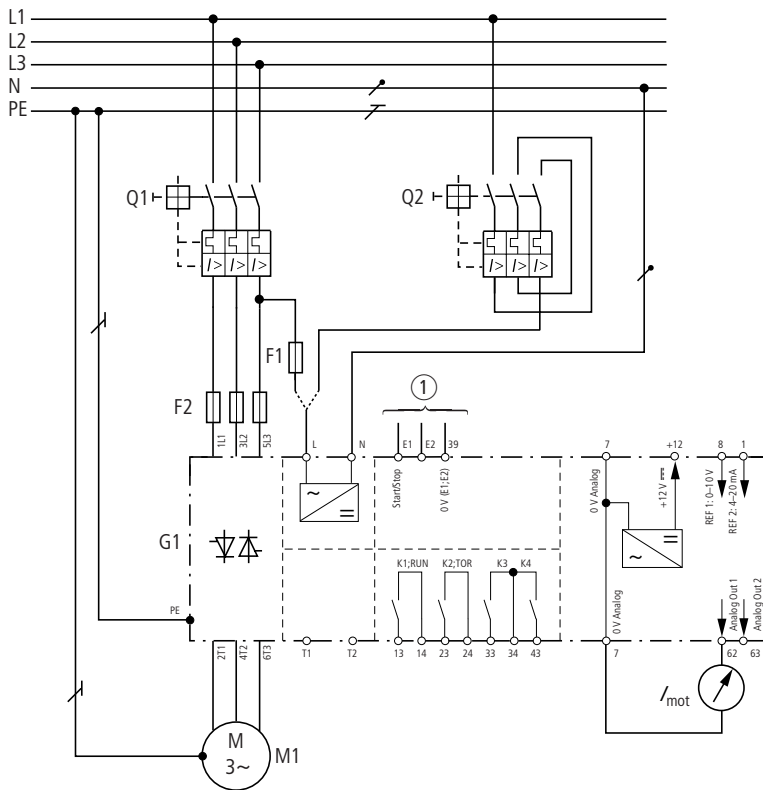 L1
L2
L3
N
PE
Q1
I> I> I>
Q2
I> I> I>
F1
F2
1L1
3L2
5L3
L
N
1
E1
E2
39
Start/Stop
0 V (E1;E2)
7
+12
8
1
0 V Analog
+12 V
REF 1: 0–10 V
REF 2: 4–20 mA
~
=
~
=
G1
K1;RUN
K2;TOR
K3
K4
PE
0 V Analog
Analog Out 1
Analog Out 2
2T1
4T2
6T3
T1
T2
13
14
23
24
33
34
43
7
62
63
I mot
M
3~
M1